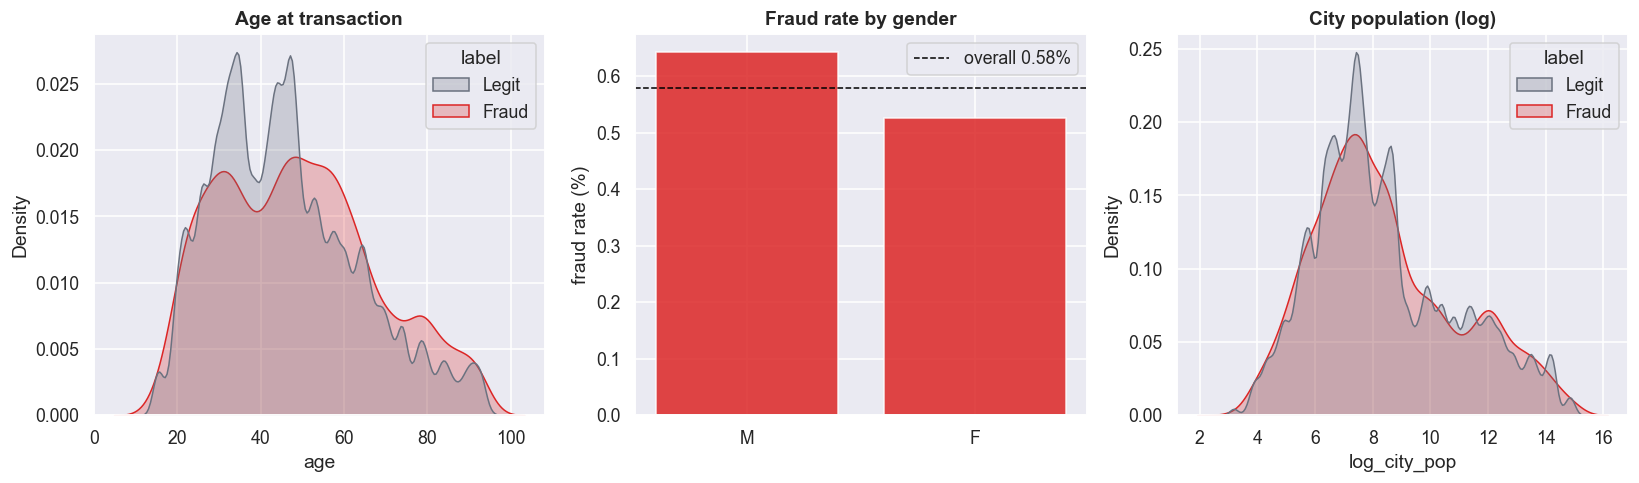 Age at transaction
Density
0.025
0.020
0.015
0.010
0.005
0.000
0 20 40 60 80 100
age
label
Legit
Fraud
Fraud rate by gender
fraud rate (%)
0.6
0.5
0.4
0.3
0.2
0.1
0.0
M F
overall 0.58%
City population (log)
Density
0.25
0.20
0.15
0.10
0.05
0.00
2 4 6 8 10 12 14 16
log_city_pop
label
Legit
Fraud